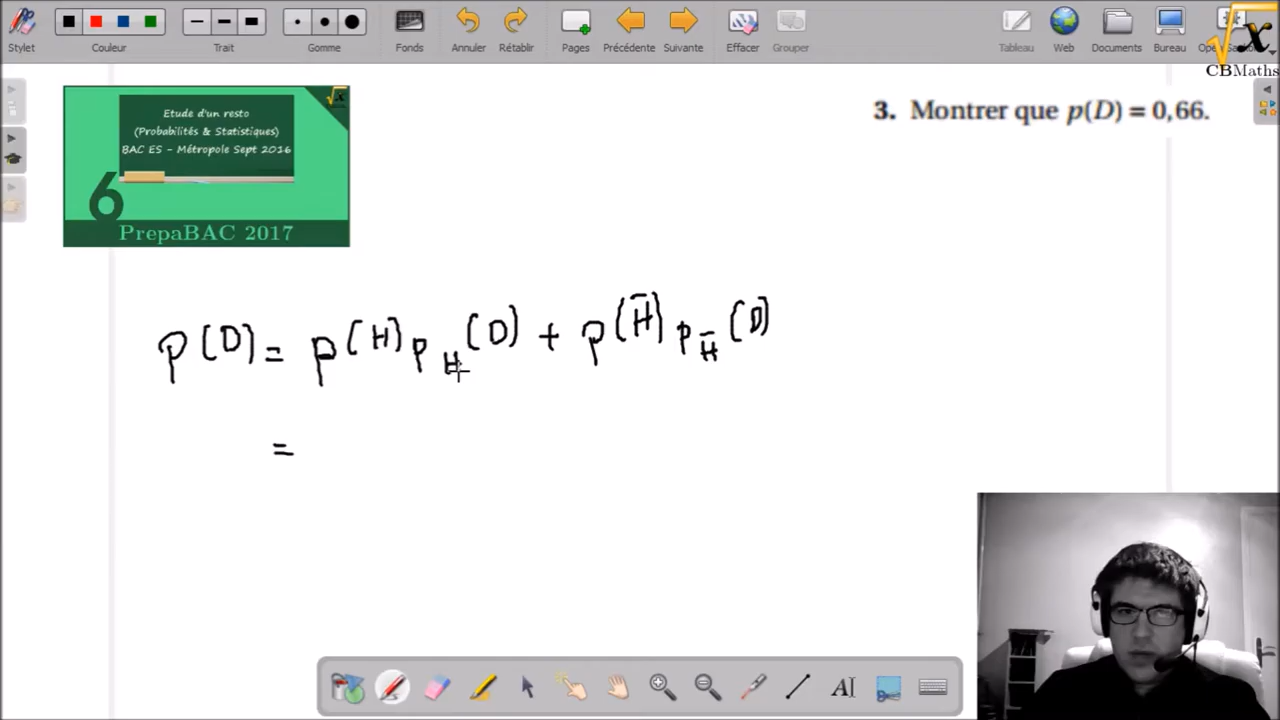 Stylet
Couleur
Trait
Gomme
Fonds
Annuler
Rétablir
Pages
Précédente
Suivante
Effacer
Grouper
Tableau
Web
Documents
Bureau
CBMaths
Etude d'un resto
(Probabilités & Statistiques)
BAC ES - Métropole Sept 2016
6
PrepaBAC 2017
3. Montrer que p(D) = 0,66.
p(D) = p(H) p_H(D) + p(H̄) p_H̄(D)
=